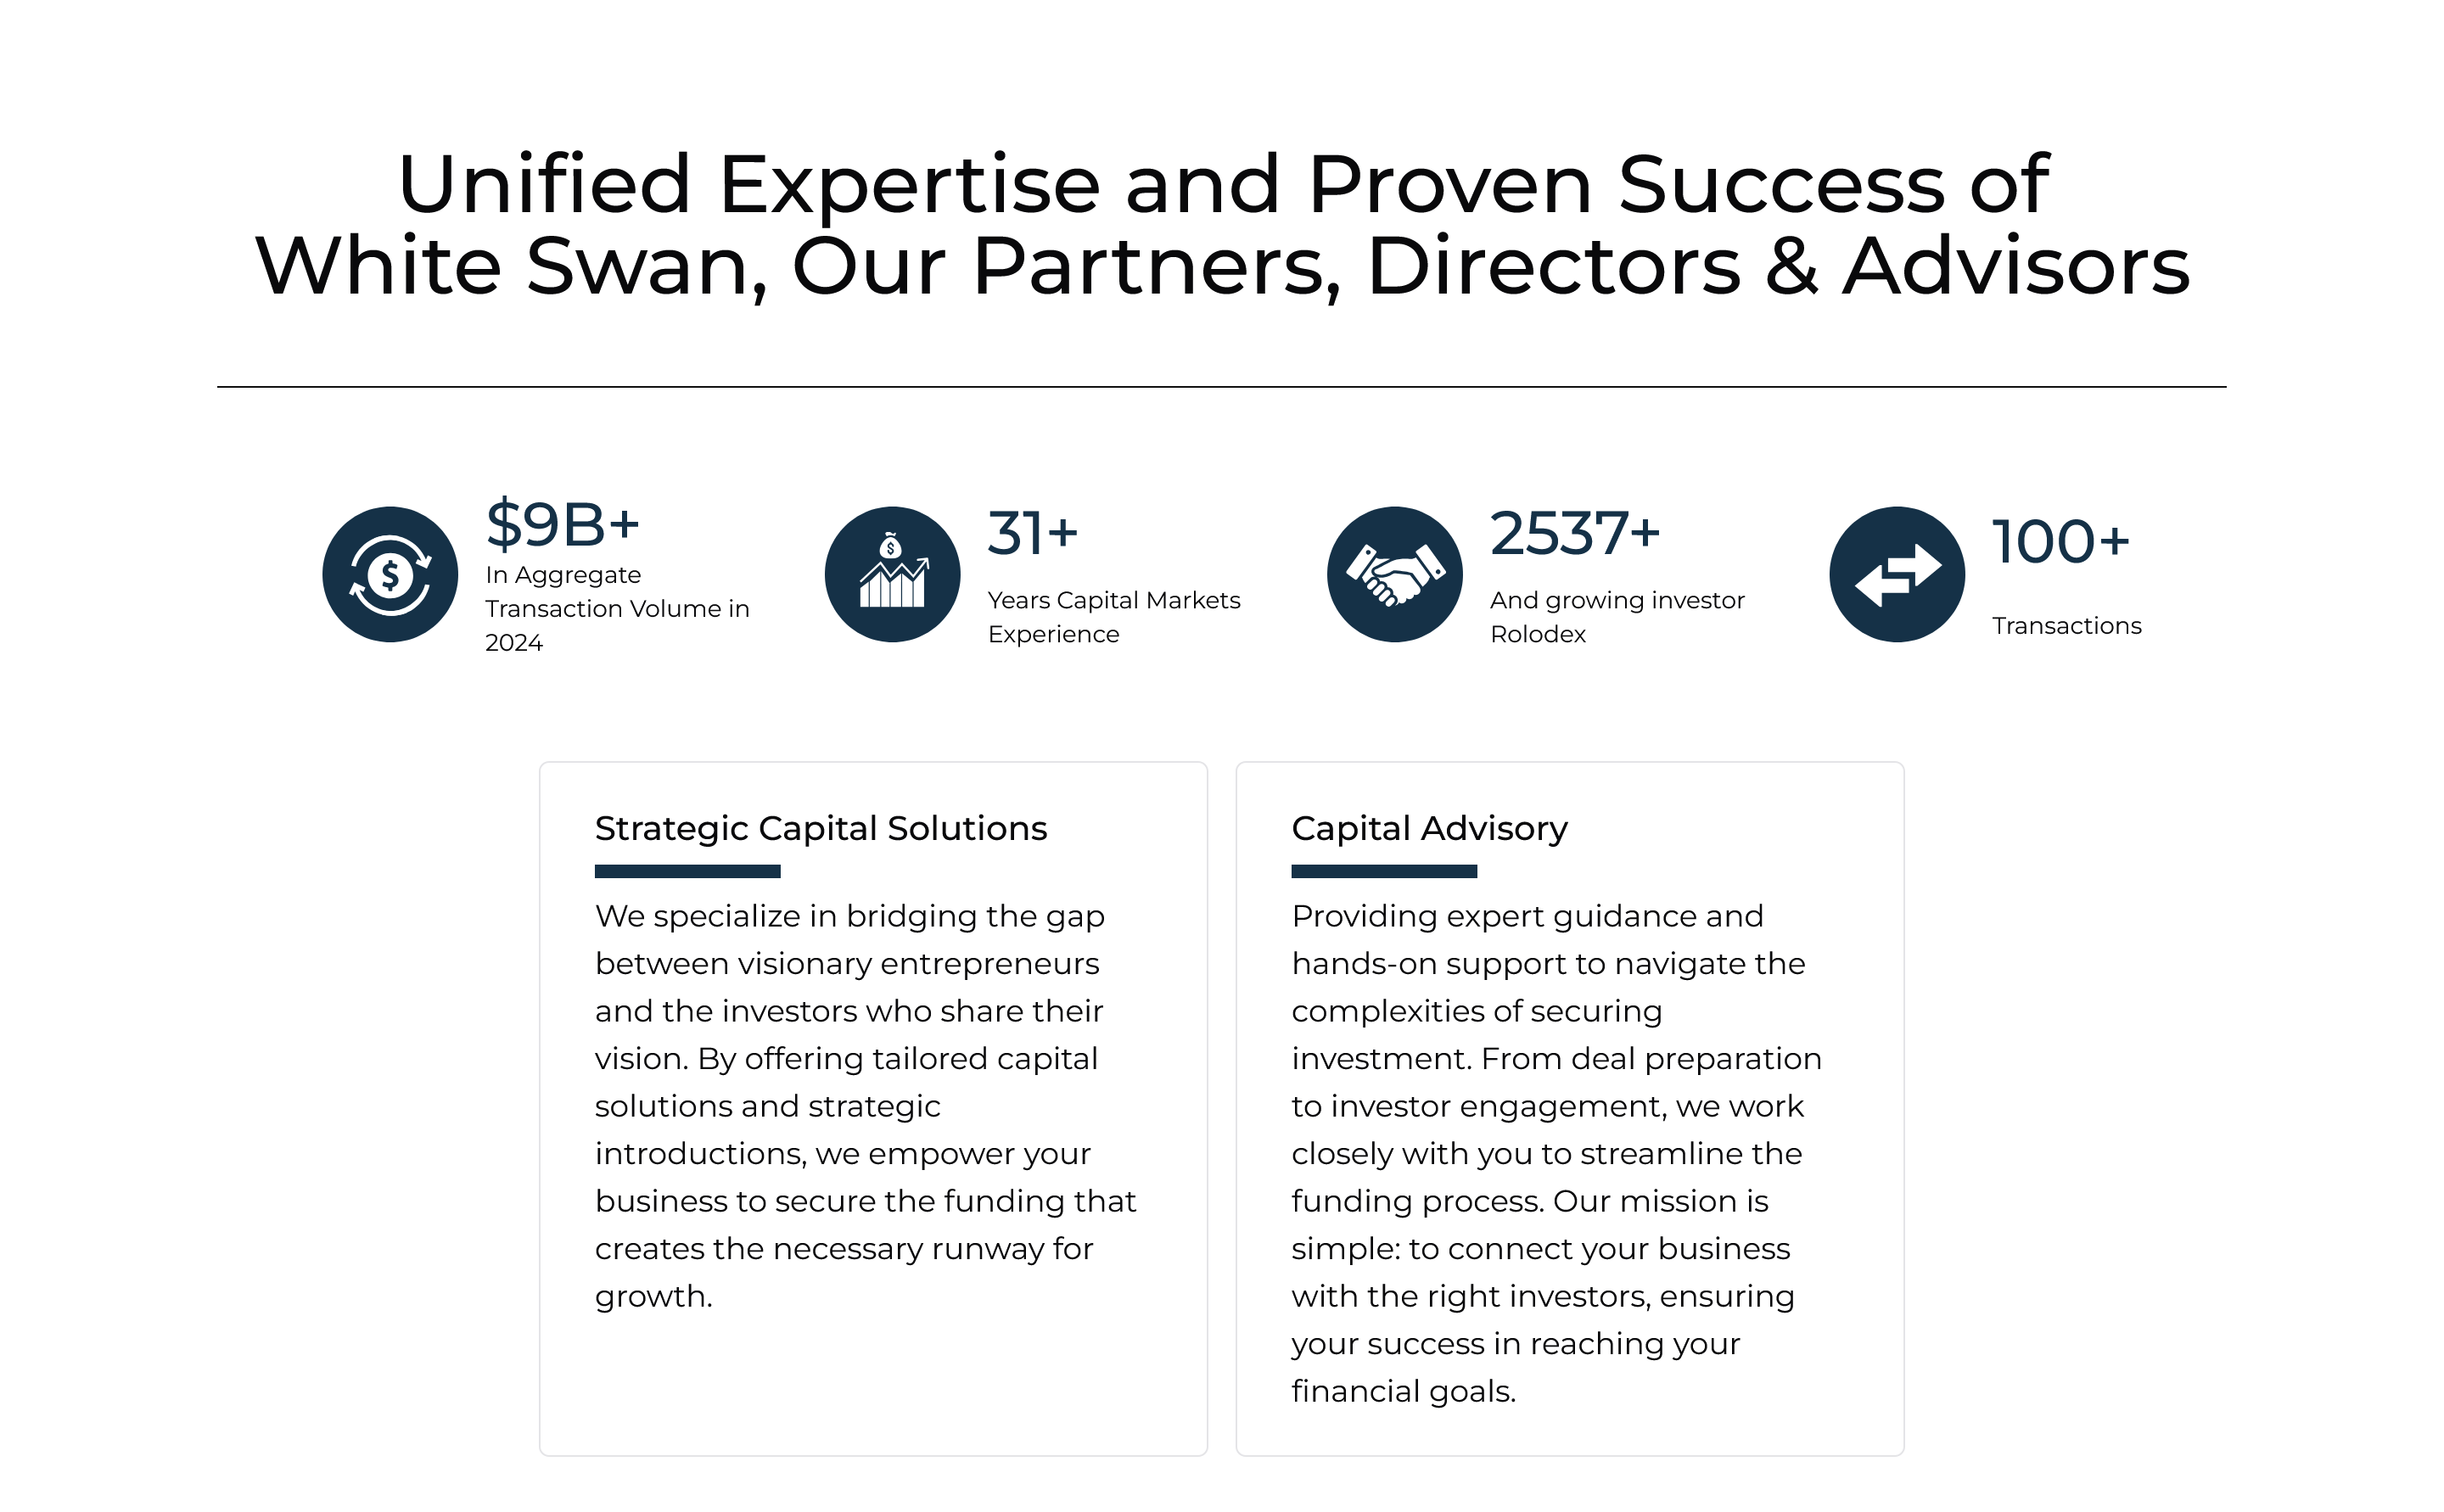 Unified Expertise and Proven Success of
White Swan, Our Partners, Directors & Advisors
$9B+
In Aggregate
Transaction Volume in
2024
31+
Years Capital Markets
Experience
2537+
And growing investor
Rolodex
100+
Transactions
Strategic Capital Solutions
We specialize in bridging the gap
between visionary entrepreneurs
and the investors who share their
vision. By offering tailored capital
solutions and strategic
introductions, we empower your
business to secure the funding that
creates the necessary runway for
growth.
Capital Advisory
Providing expert guidance and
hands-on support to navigate the
complexities of securing
investment. From deal preparation
to investor engagement, we work
closely with you to streamline the
funding process. Our mission is
simple: to connect your business
with the right investors, ensuring
your success in reaching your
financial goals.